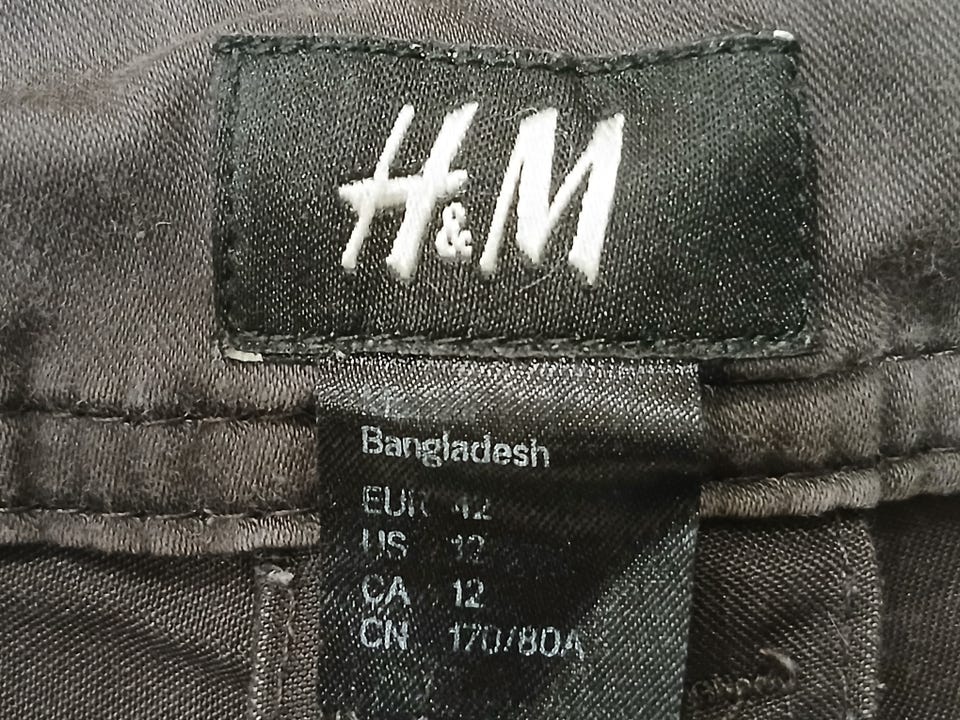 H&M
Bangladesh
EUR 42
US 12
CA 12
CN 170/80A